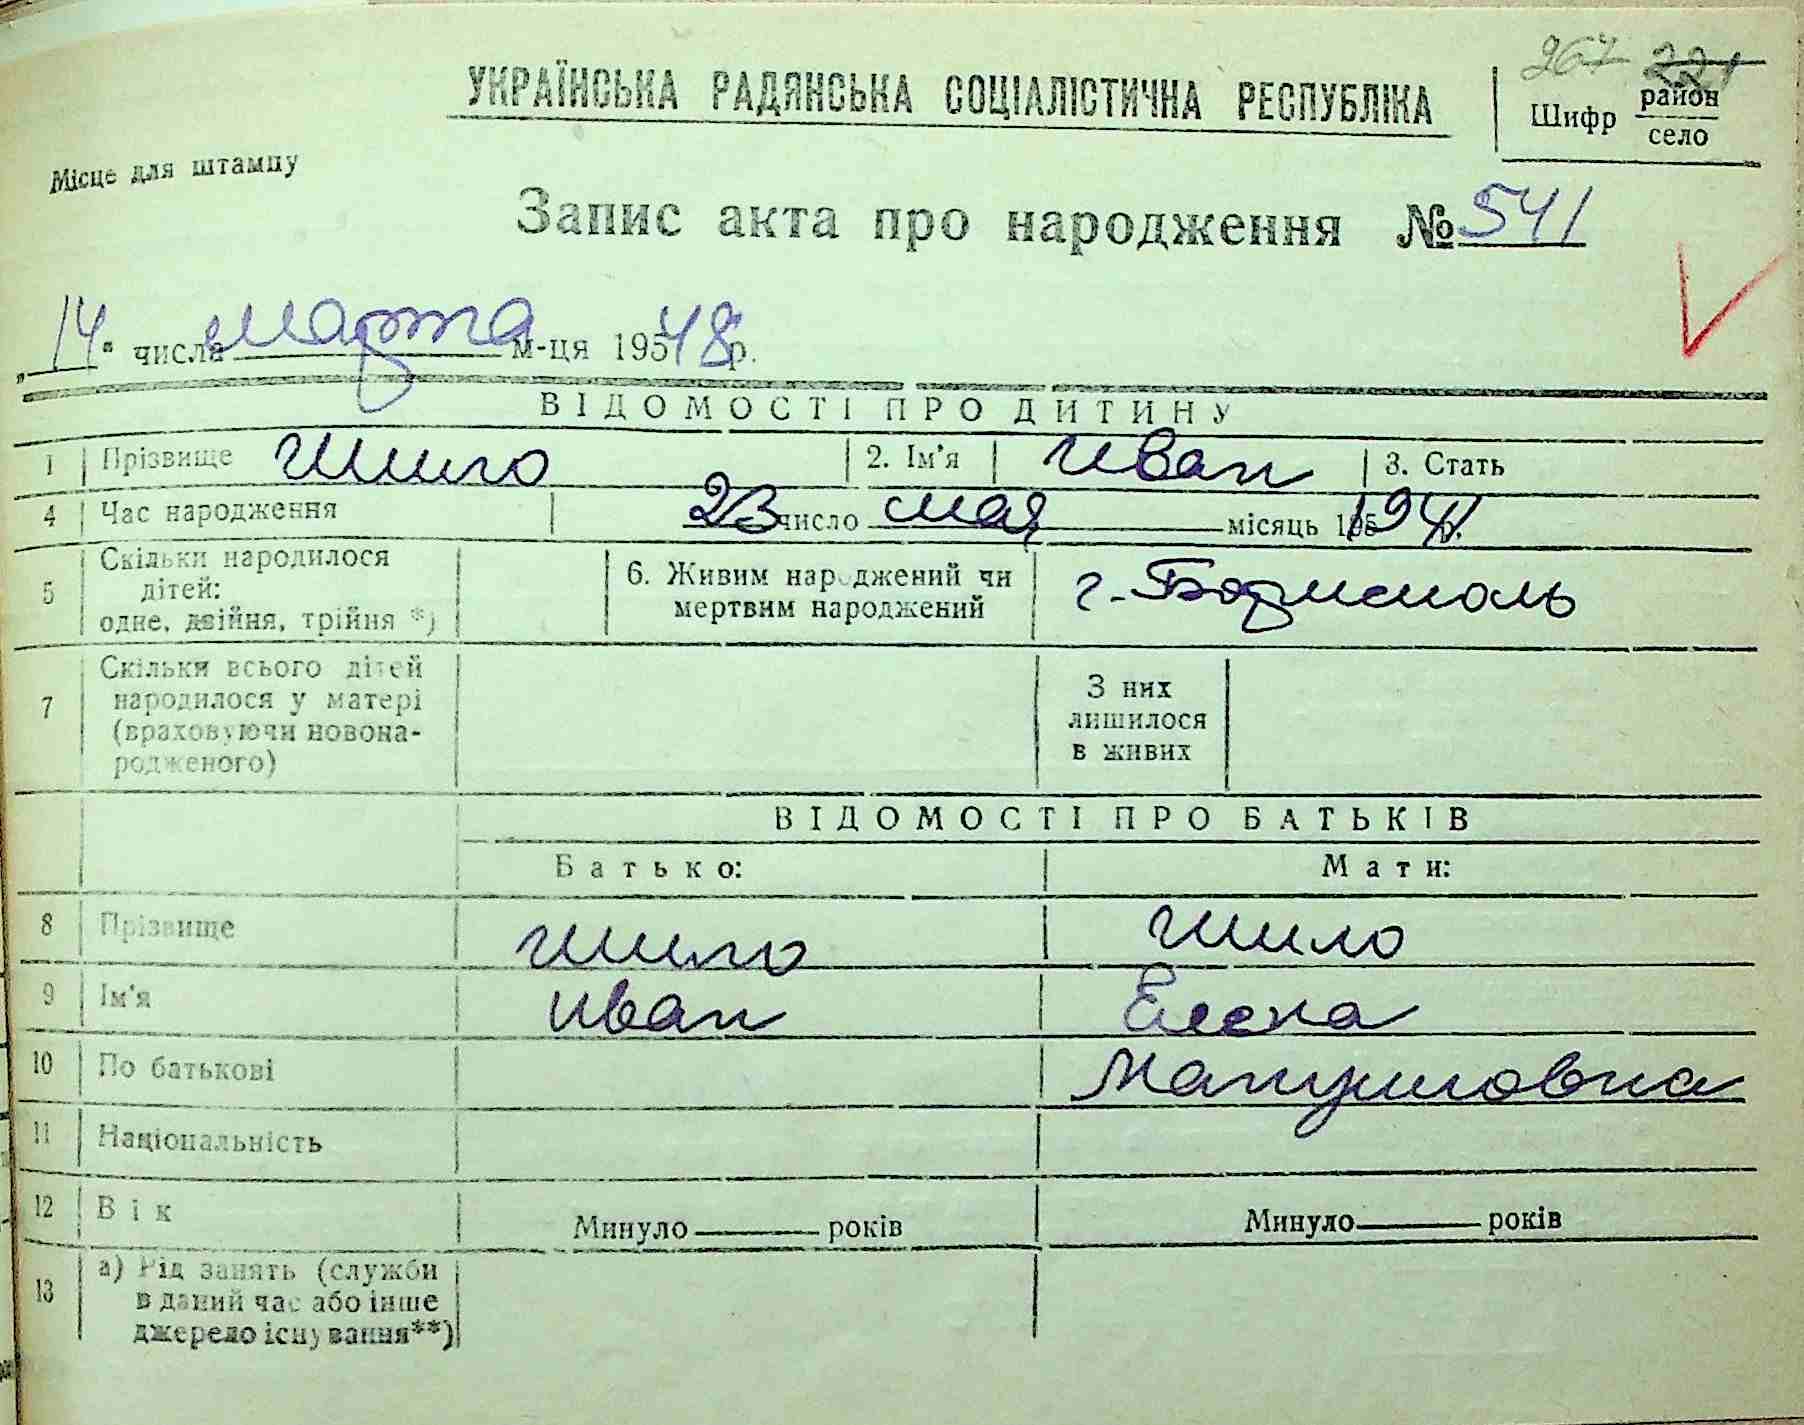 267 221
УКРАЇНСЬКА РАДЯНСЬКА СОЦІАЛІСТИЧНА РЕСПУБЛІКА
Шифр район село
Місце для штампу
Запис акта про народження № 541
„14“ числа марта м-ця 195 48 р.
ВІДОМОСТІ ПРО ДИТИНУ
1 Прізвище Шило 2. Ім'я Иван 3. Стать
4 Час народження 23 число мая місяць 1941 р.
5 Скільки народилося дітей: одне, двійня, трійня *) 6. Живим народжений чи мертвим народжений г. Борисполь
7 Скільки всього дітей народилося у матері (враховуючи новонародженого) З них лишилося в живих
ВІДОМОСТІ ПРО БАТЬКІВ
Батько: Мати:
8 Прізвище Шило Шило
9 Ім'я Иван Елена
10 По батькові
11 Національність
12 Вік Минуло років Минуло років
13 а) Рід занять (служби в даний час або інше джерело існування**)